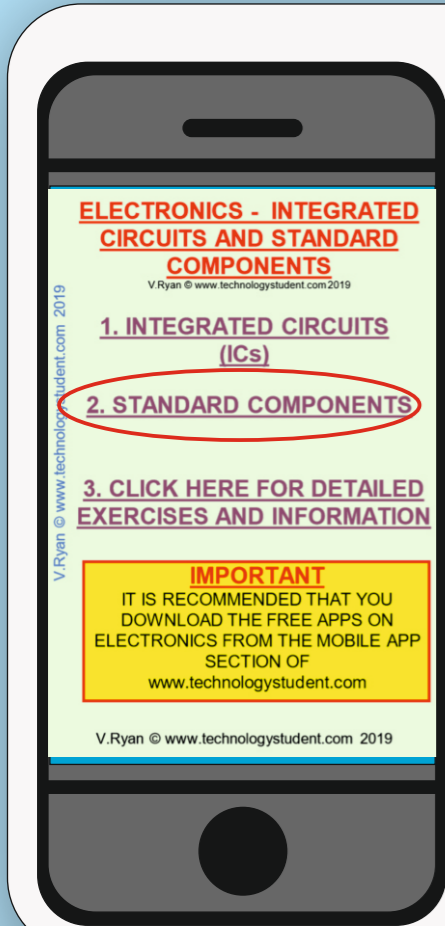 ELECTRONICS - INTEGRATED
CIRCUITS AND STANDARD
COMPONENTS
V.Ryan © www.technologystudent.com 2019
V.Ryan © www.technologystudent.com 2019
1. INTEGRATED CIRCUITS
(ICs)
2. STANDARD COMPONENTS
3. CLICK HERE FOR DETAILED
EXERCISES AND INFORMATION
IMPORTANT
IT IS RECOMMENDED THAT YOU
DOWNLOAD THE FREE APPS ON
ELECTRONICS FROM THE MOBILE APP
SECTION OF
www.technologystudent.com
V.Ryan © www.technologystudent.com 2019